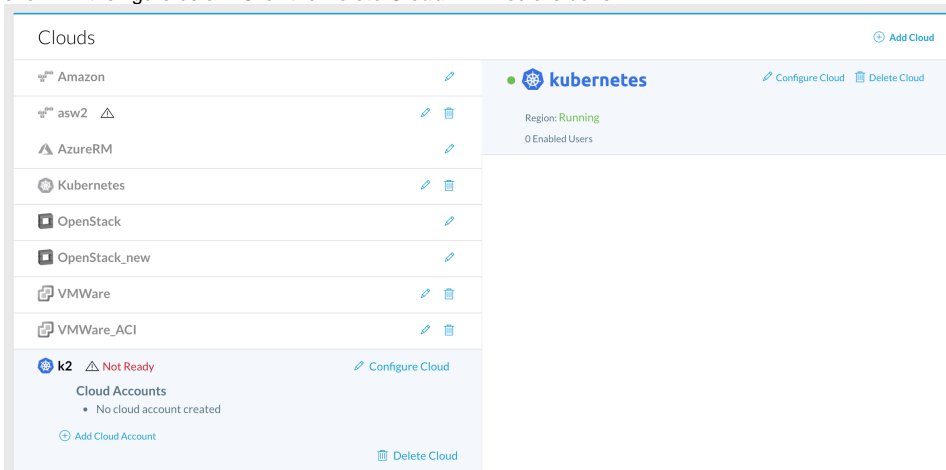 Clouds
Add Cloud
Amazon
asw2
AzureRM
Kubernetes
OpenStack
OpenStack_new
VMWare
VMWare_ACI
k2 Not Ready Configure Cloud
Cloud Accounts
• No cloud account created
Add Cloud Account
Delete Cloud
kubernetes Configure Cloud Delete Cloud
Region: Running
0 Enabled Users